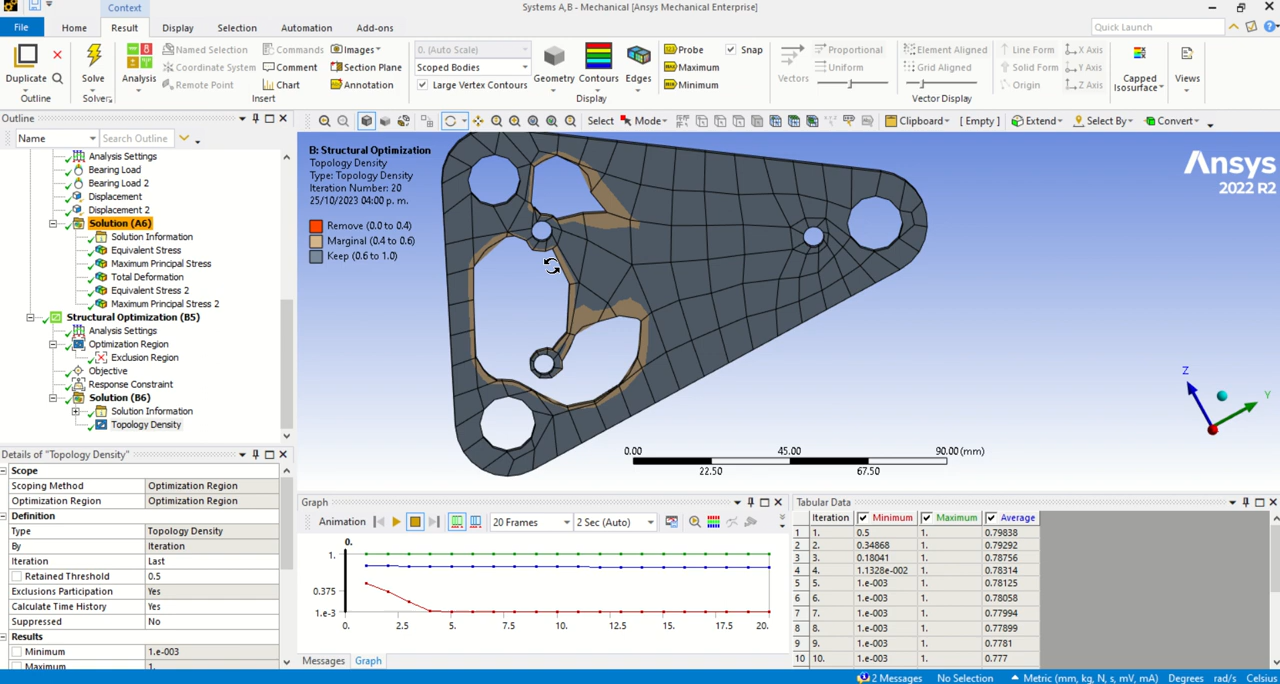 Context
Systems A,B - Mechanical [Ansys Mechanical Enterprise]
File Home Result Display Selection Automation Add-ons Quick Launch
Duplicate
Outline
Solve
Solver
Analysis
Named Selection
Coordinate System
Remote Point
Commands
Comment
Chart
Images
Section Plane
Annotation
Insert
0. (Auto Scale)
Scoped Bodies
Large Vertex Contours
Geometry Contours Edges
Display
Probe
Maximum
Minimum
Snap
Vectors
Proportional
Uniform
Element Aligned
Grid Aligned
Line Form
Solid Form
Origin
X Axis
Y Axis
Z Axis
Vector Display
Capped
Isosurface
Views
Outline
Name Search Outline
Select Mode Clipboard [ Empty ] Extend Select By Convert
Analysis Settings
Bearing Load
Bearing Load 2
Displacement
Displacement 2
Solution (A6)
Solution Information
Equivalent Stress
Maximum Principal Stress
Total Deformation
Equivalent Stress 2
Maximum Principal Stress 2
Structural Optimization (B5)
Analysis Settings
Optimization Region
Exclusion Region
Objective
Response Constraint
Solution (B6)
Solution Information
Topology Density
B: Structural Optimization
Topology Density
Type: Topology Density
Iteration Number: 20
25/10/2023 04:00 p. m.
Remove (0.0 to 0.4)
Marginal (0.4 to 0.6)
Keep (0.6 to 1.0)
Ansys
2022 R2
Z
Y
0.00 45.00 90.00 (mm)
22.50 67.50
Details of "Topology Density"
Scope
Scoping Method Optimization Region
Optimization Region Optimization Region
Definition
Type Topology Density
By Iteration
Iteration Last
Retained Threshold 0.5
Exclusions Participation Yes
Calculate Time History Yes
Suppressed No
Results
Minimum 1.e-003
Maximum 1.
Graph
Animation 20 Frames 2 Sec (Auto)
0.
1.
0.375
1.e-3
0. 2.5 5. 7.5 10. 12.5 15. 17.5 20.
Messages Graph
Tabular Data
Iteration Minimum Maximum Average
1 1. 0.5 1. 0.79838
2 2. 0.34868 1. 0.79292
3 3. 0.18041 1. 0.78756
4 4. 1.1328e-002 1. 0.78314
5 5. 1.e-003 1. 0.78125
6 6. 1.e-003 1. 0.78058
7 7. 1.e-003 1. 0.77994
8 8. 1.e-003 1. 0.77899
9 9. 1.e-003 1. 0.7781
10 10. 1.e-003 1. 0.777
2 Messages No Selection Metric (mm, kg, N, s, mV, mA) Degrees rad/s Celsius